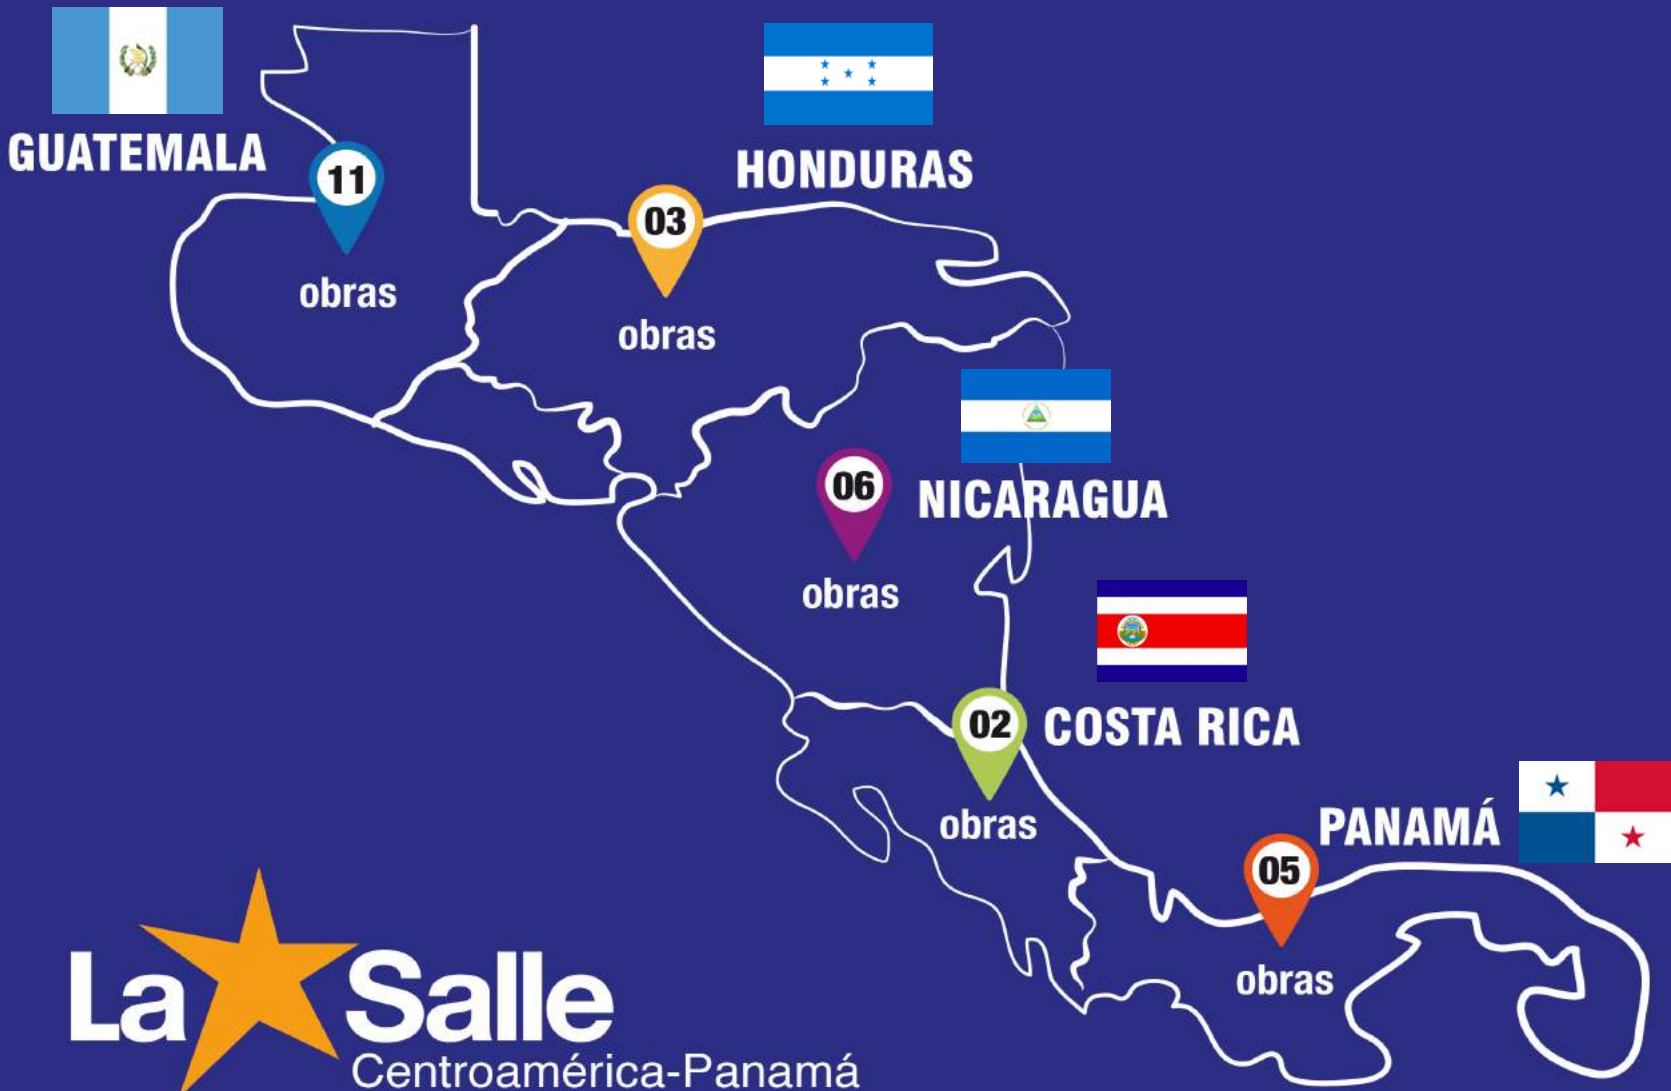 GUATEMALA
11
obras
HONDURAS
03
obras
06
NICARAGUA
obras
02
COSTA RICA
obras
PANAMÁ
05
obras
La Salle
Centroamérica-Panamá